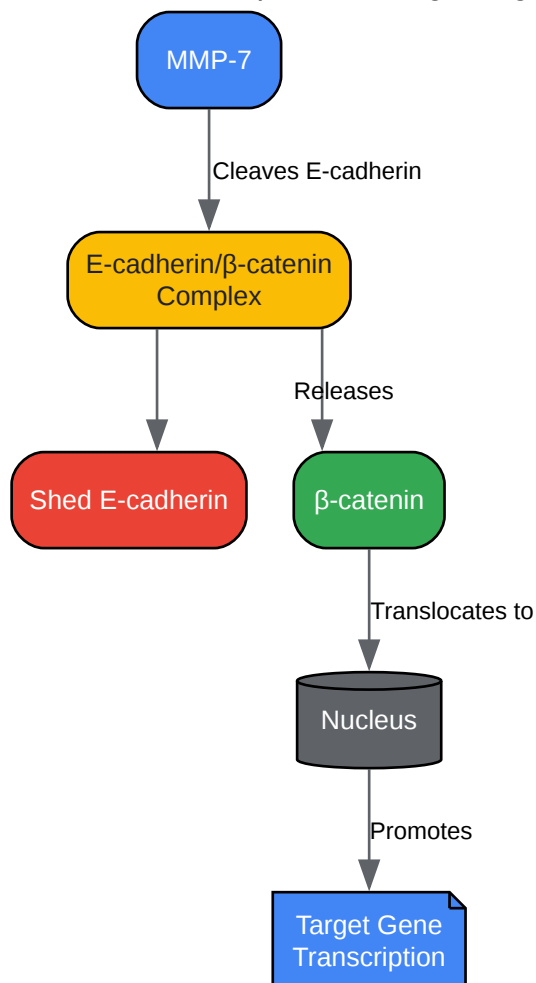 MMP-7
Cleaves E-cadherin
E-cadherin/β-catenin
Complex
Releases
Shed E-cadherin
β-catenin
Translocates to
Nucleus
Promotes
Target Gene
Transcription